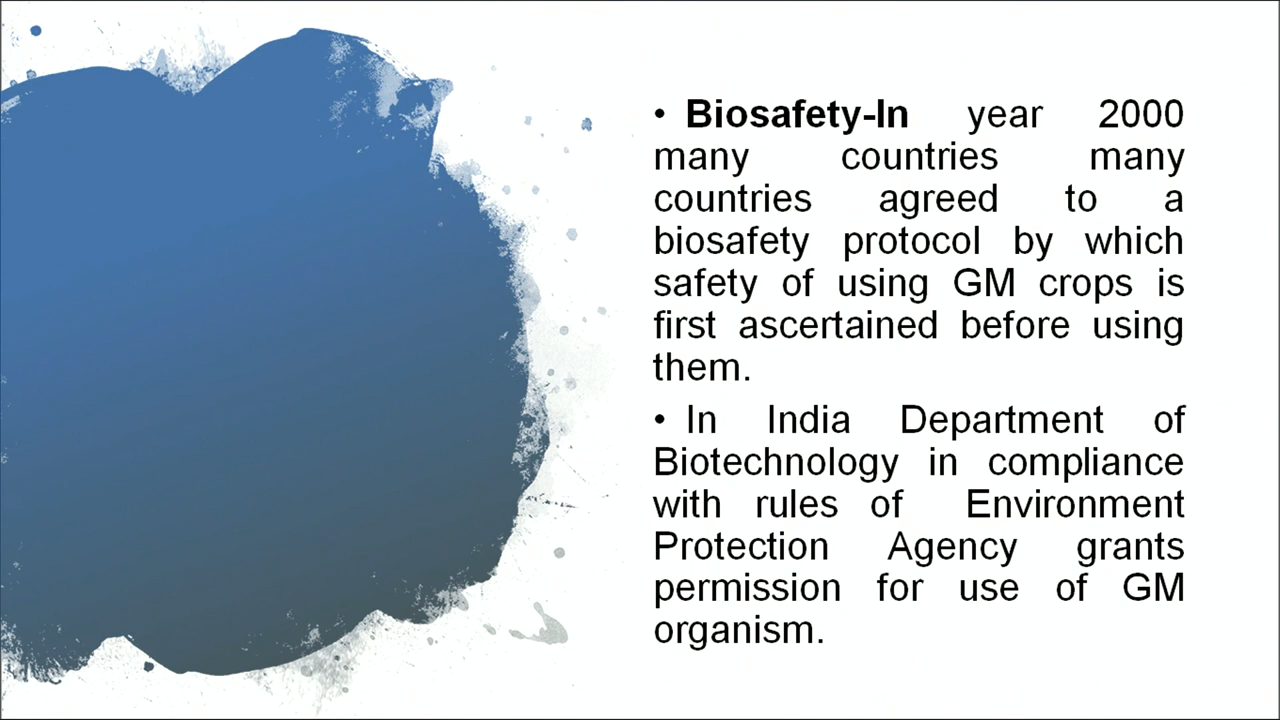 • Biosafety-In year 2000
many countries many
countries agreed to a
biosafety protocol by which
safety of using GM crops is
first ascertained before using
them.
• In India Department of
Biotechnology in compliance
with rules of Environment
Protection Agency grants
permission for use of GM
organism.